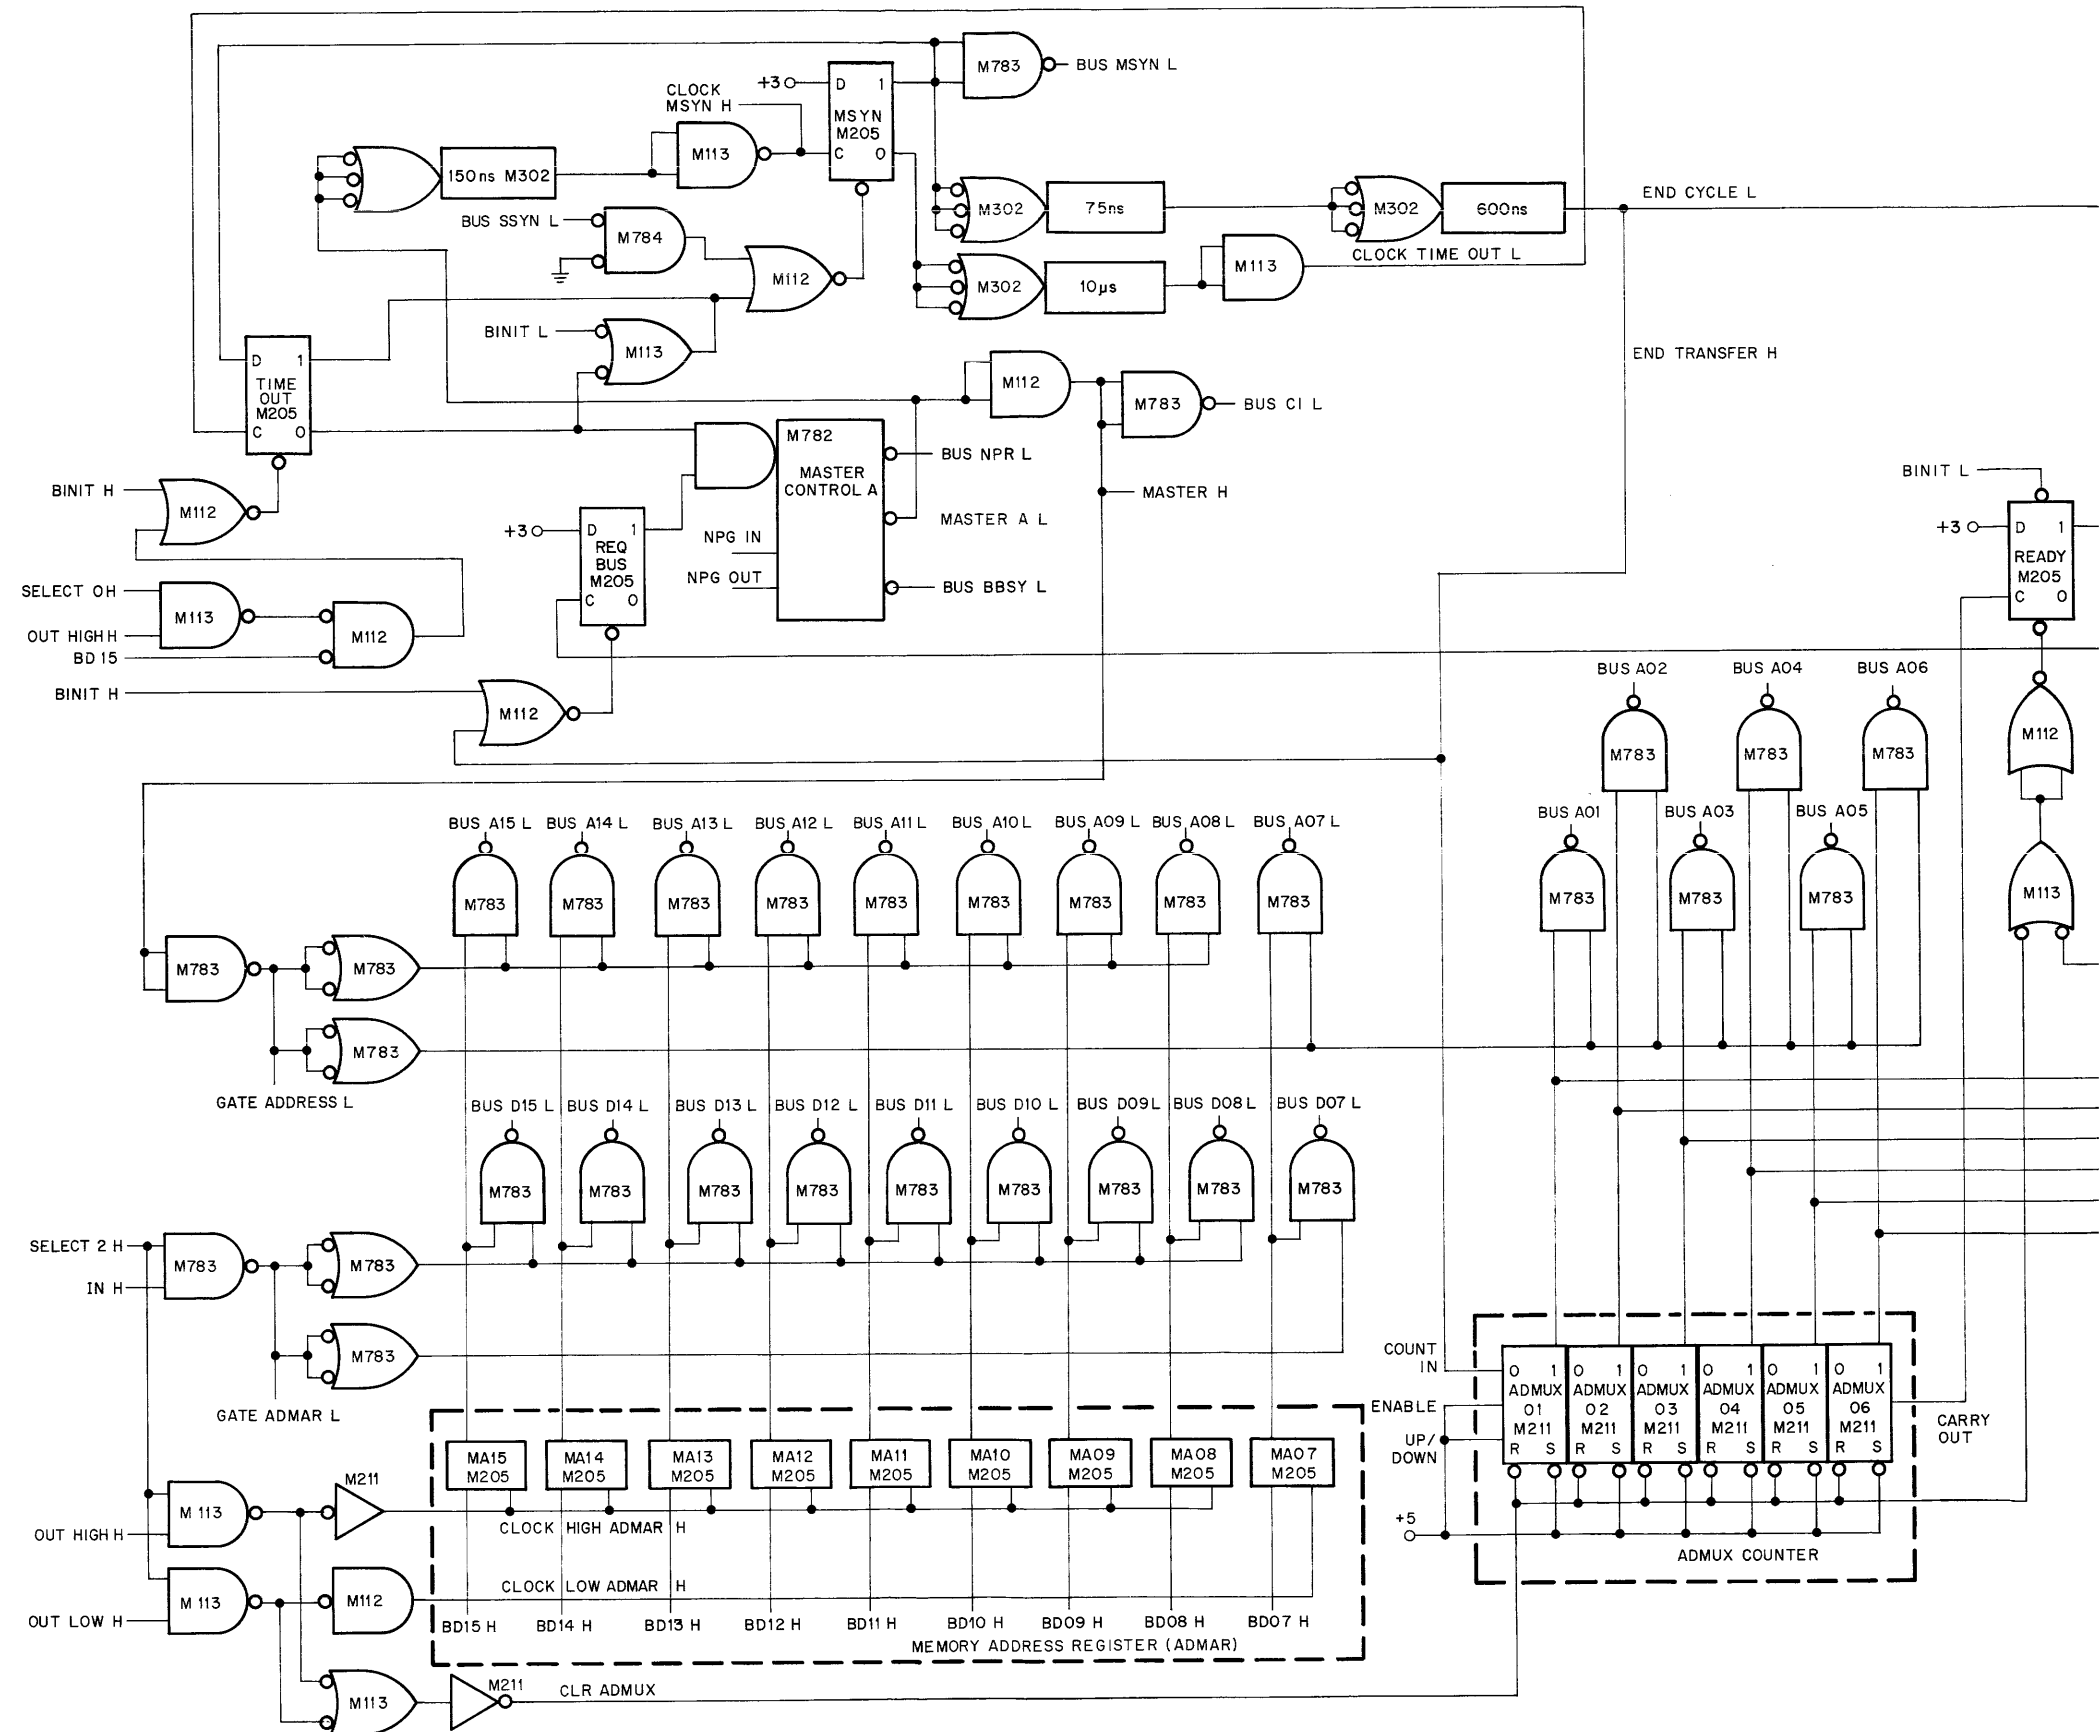 M783
BUS MSYN L
+3
D 1
MSYN
M205
C 0
CLOCK
MSYN H
M113
150ns M302
BUS SSYN L
M784
M112
M302
75ns
M302
600ns
END CYCLE L
CLOCK TIME OUT L
M302
10µs
M113
BINIT L
M113
END TRANSFER H
D 1
TIME
OUT
M205
C 0
M112
M783
BUS C1 L
M782
MASTER
CONTROL A
BUS NPR L
MASTER H
MASTER A L
BUS BBSY L
NPG IN
NPG OUT
BINIT H
M112
+3
D 1
REQ
BUS
M205
C 0
SELECT 0H
M113
OUT HIGH H
BD 15
M112
BINIT H
M112
BINIT L
+3
D 1
READY
M205
C 0
M112
M113
BUS A02
BUS A04
BUS A06
M783
M783
M783
BUS A01
BUS A03
BUS A05
M783
M783
M783
BUS A15 L
BUS A14 L
BUS A13 L
BUS A12 L
BUS A11 L
BUS A10 L
BUS A09 L
BUS A08 L
BUS A07 L
M783
M783
M783
M783
M783
M783
M783
M783
M783
M783
M783
M783
GATE ADDRESS L
BUS D15 L
BUS D14 L
BUS D13 L
BUS D12 L
BUS D11 L
BUS D10 L
BUS D09 L
BUS D08 L
BUS D07 L
M783
M783
M783
M783
M783
M783
M783
M783
M783
SELECT 2 H
IN H
M783
M783
M783
GATE ADMAR L
MA15
M205
MA14
M205
MA13
M205
MA12
M205
MA11
M205
MA10
M205
MA09
M205
MA08
M205
MA07
M205
M211
M 113
OUT HIGH H
CLOCK HIGH ADMAR H
M 113
OUT LOW H
M112
CLOCK LOW ADMAR H
BD15 H
BD14 H
BD13 H
BD12 H
BD11 H
BD10 H
BD09 H
BD08 H
BD07 H
MEMORY ADDRESS REGISTER (ADMAR)
M113
M211
CLR ADMUX
COUNT
IN
ENABLE
UP/
DOWN
+5
0 1
ADMUX
01
M211
R S
0 1
ADMUX
02
M211
R S
0 1
ADMUX
03
M211
R S
0 1
ADMUX
04
M211
R S
0 1
ADMUX
05
M211
R S
0 1
ADMUX
06
M211
R S
CARRY
OUT
ADMUX COUNTER